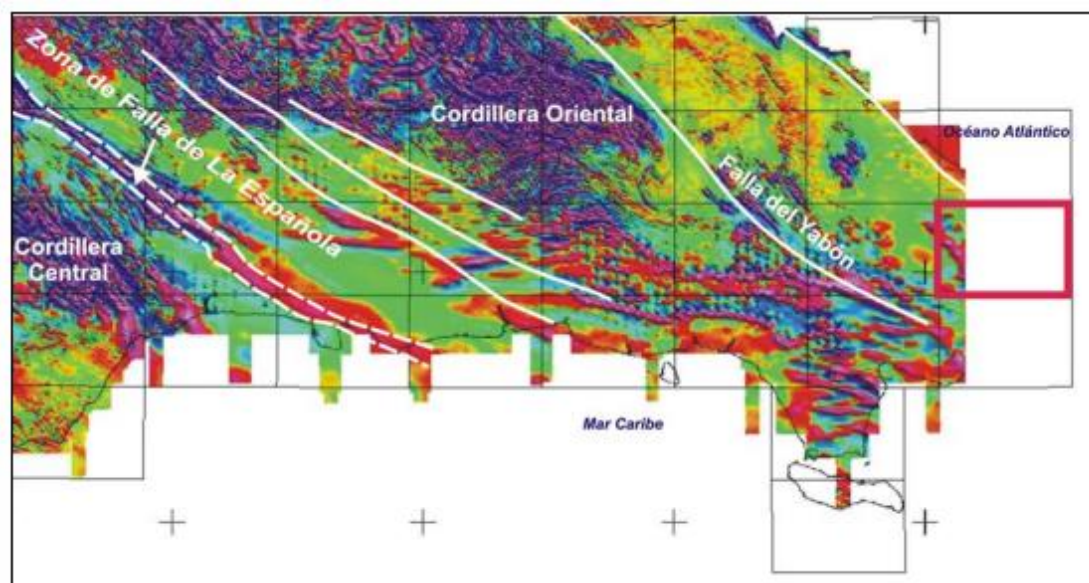 Zona de Falla de La Española
Cordillera Oriental
Océano Atlántico
Falla del Yabón
Cordillera
Central
Mar Caribe